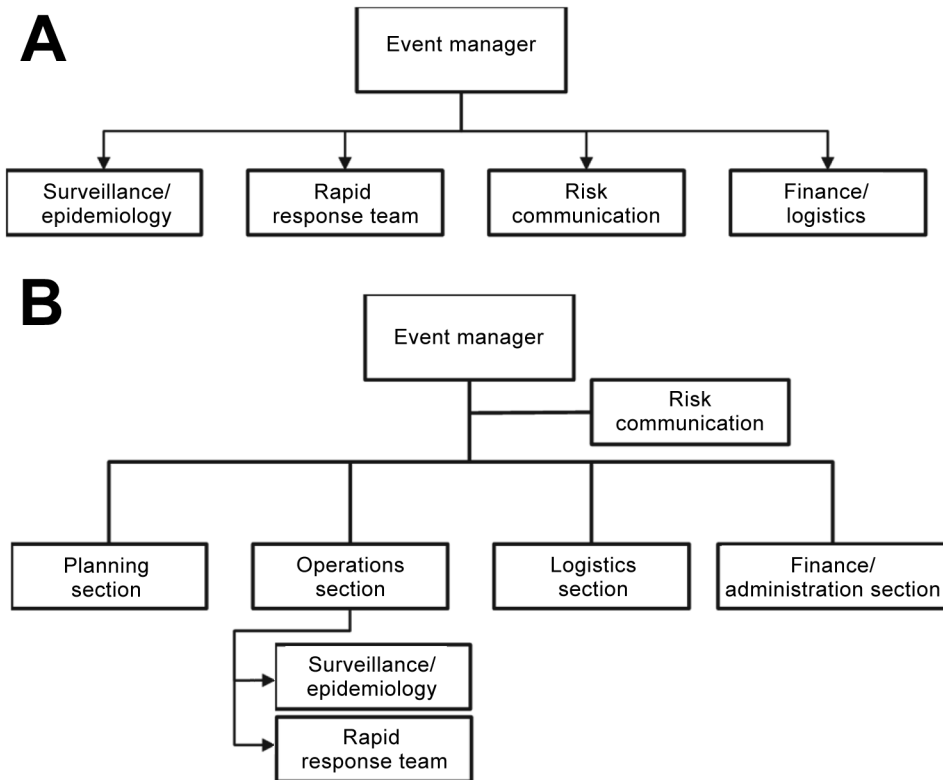 A
Event manager
Surveillance/
epidemiology
Rapid
response team
Risk
communication
Finance/
logistics
B
Event manager
Risk
communication
Planning
section
Operations
section
Logistics
section
Finance/
administration section
Surveillance/
epidemiology
Rapid
response team